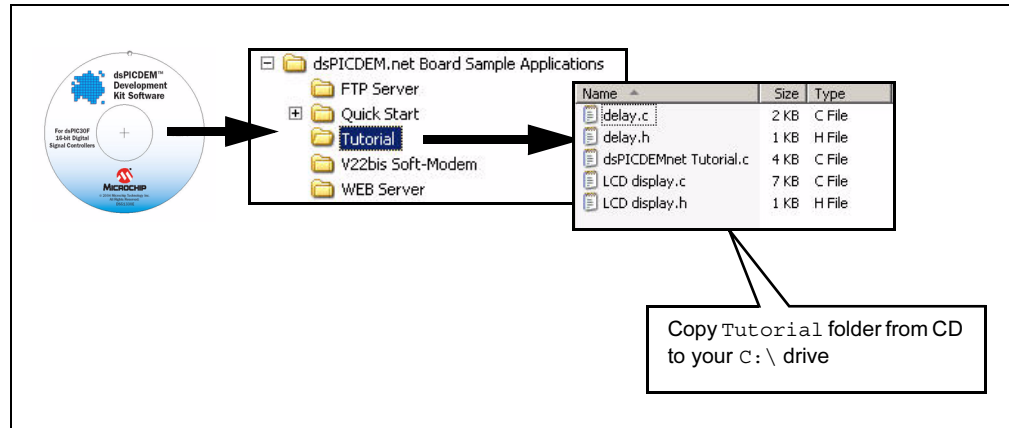 dsPICDEM™
Development
Kit Software
For dsPIC30F
16-bit Digital
Signal Controllers
MICROCHIP
dsPICDEM.net Board Sample Applications
FTP Server
Quick Start
Tutorial
V22bis Soft-Modem
WEB Server
Name Size Type
delay.c 2 KB C File
delay.h 1 KB H File
dsPICDEMnet Tutorial.c 4 KB C File
LCD display.c 7 KB C File
LCD display.h 1 KB H File
Copy Tutorial folder from CD
to your C:\ drive